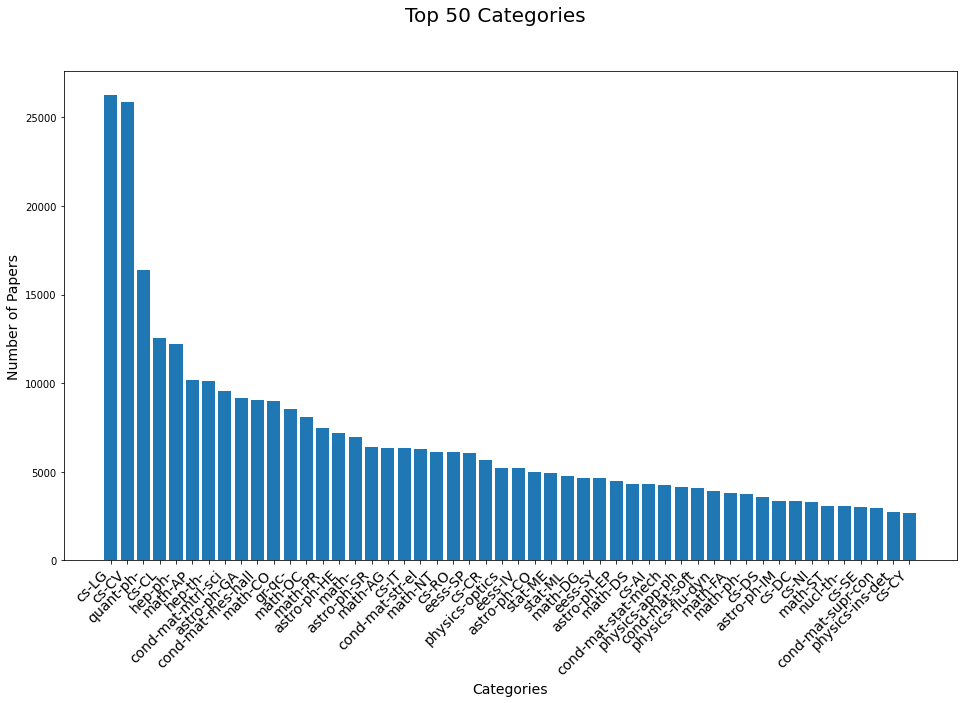 Top 50 Categories
Number of Papers
25000
20000
15000
10000
5000
0
cs-LG
cs-CV
quant-ph-
cs-CL
hep-ph-
math-AP
hep-th-
cond-mat-mtrl-sci
astro-ph-GA
cond-mat-mes-hall
math-CO
gr-qc-
math-OC
math-PR
astro-ph-HE
math-
astro-ph-SR
math-AG
cs-IT
cond-mat-str-el
math-NT
cs-RO
eess-SP
cs-CR
physics-optics
eess-IV
astro-ph-CO
stat-ME
stat-ML
math-DG
eess-SY
astro-ph-EP
math-DS
cs-AI
cond-mat-stat-mech
physics-app-ph
cond-mat-soft
physics-flu-dyn
math-FA
math-ph-
cs-DS
astro-ph-IM
cs-DC
cs-NI
math-ST
nucl-th-
cs-SE
cond-mat-supr-con
physics-ins-det
cs-CY
Categories